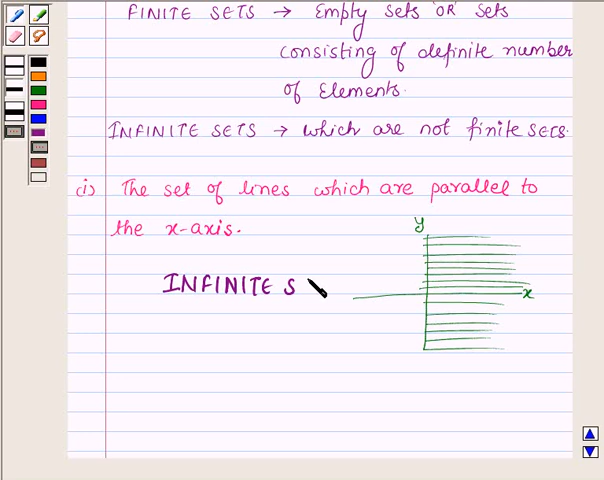 FINITE SETS → Empty sets 'OR' sets
consisting of definite number
of Elements.
INFINITE SETS → which are not finite sets.
(i) The set of lines which are parallel to
the x-axis.
y
INFINITE S
x